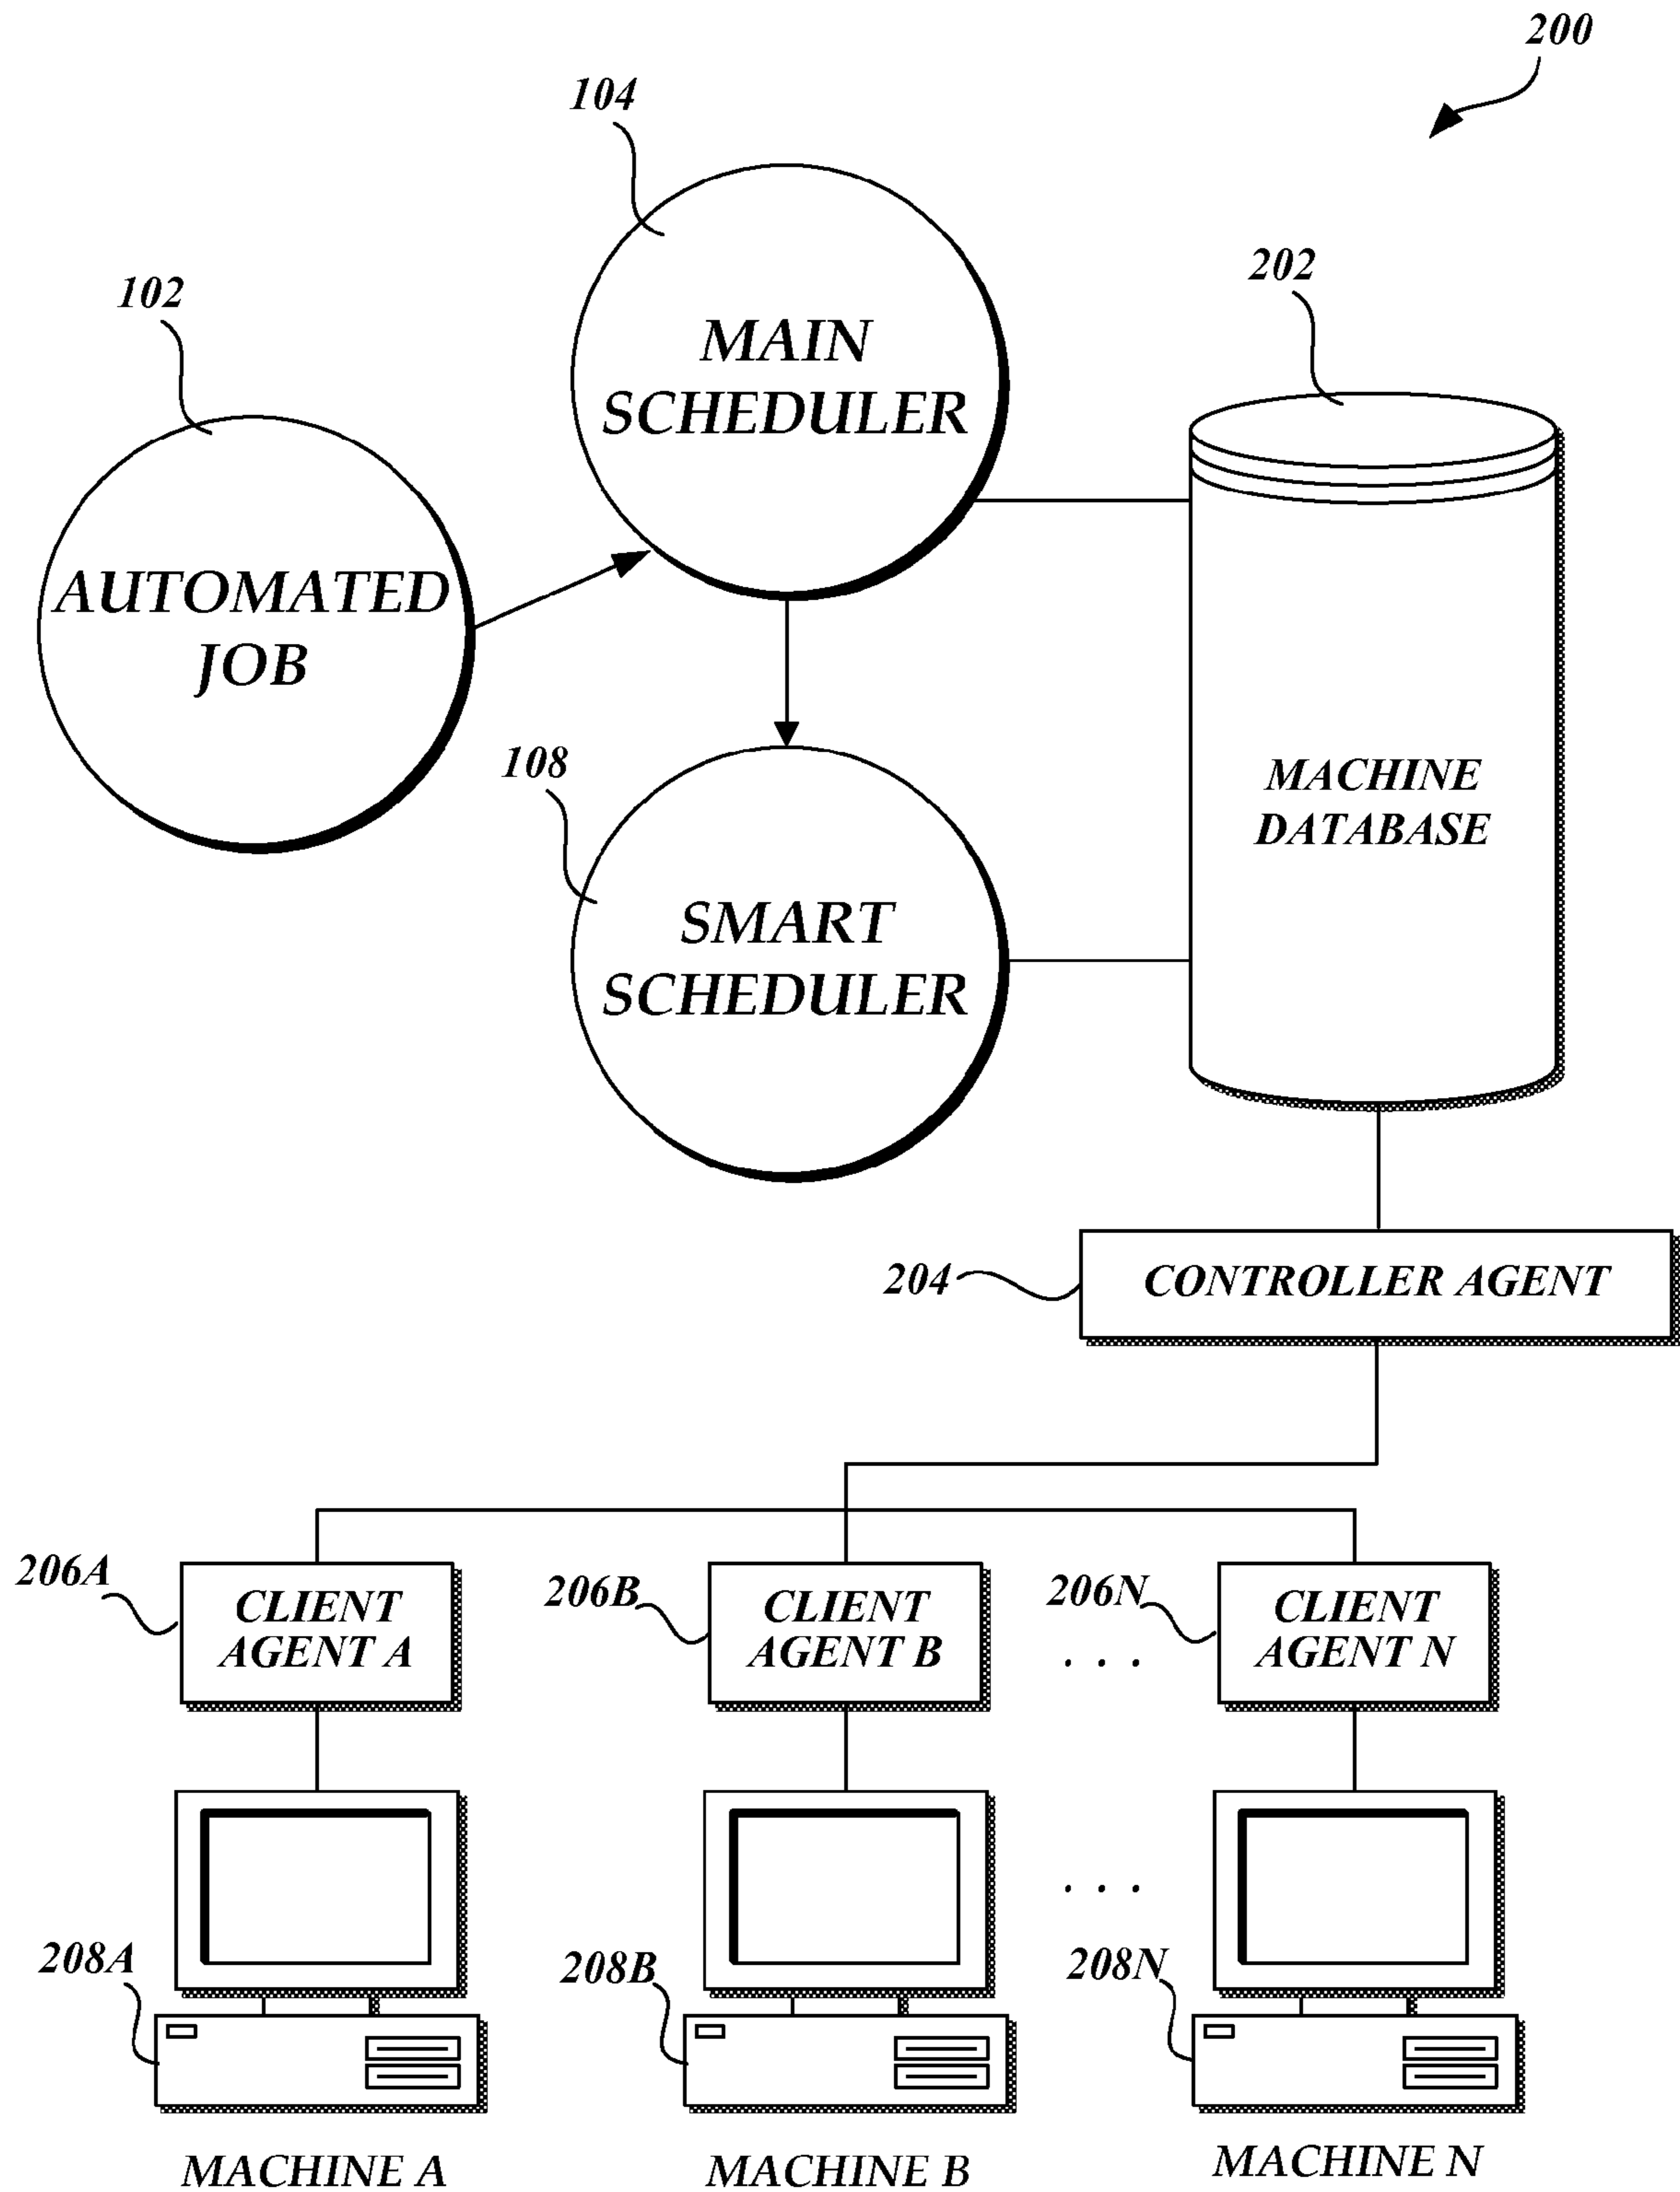 200
104
MAIN
SCHEDULER
202
102
AUTOMATED
JOB
MACHINE
DATABASE
108
SMART
SCHEDULER
204
CONTROLLER AGENT
206A
CLIENT
AGENT A
206B
CLIENT
AGENT B
. . .
206N
CLIENT
AGENT N
. . .
208A
208B
208N
MACHINE A
MACHINE B
MACHINE N